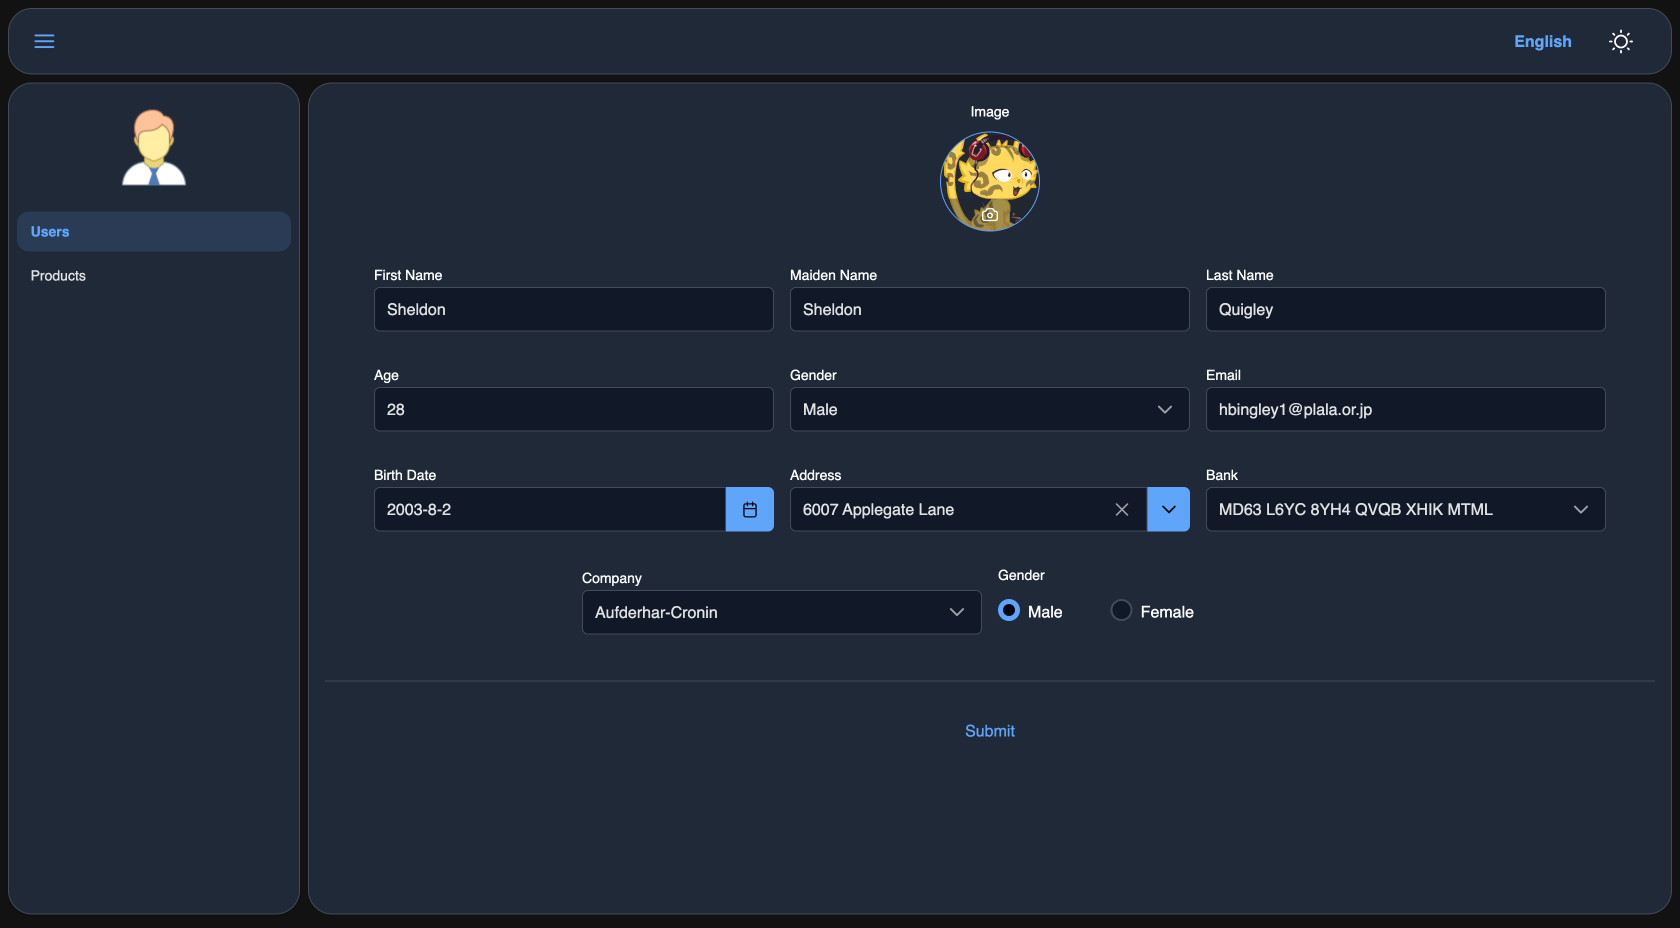 English
Users
Products
Image
First Name
Sheldon
Maiden Name
Sheldon
Last Name
Quigley
Age
28
Gender
Male
Email
hbingley1@plala.or.jp
Birth Date
2003-8-2
Address
6007 Applegate Lane
Bank
MD63 L6YC 8YH4 QVQB XHIK MTML
Company
Aufderhar-Cronin
Gender
Male
Female
Submit